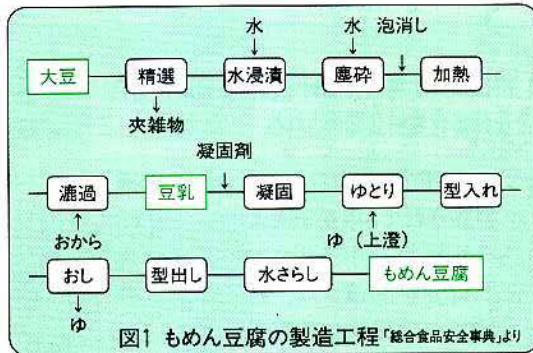 水 水 泡消し
大豆 精選 水浸漬 塵砕 加熱
夾雑物
凝固剤
漉過 豆乳 凝固 ゆとり 型入れ
おから ゆ（上澄）
おし 型出し 水さらし もめん豆腐
ゆ
図1 もめん豆腐の製造工程「総合食品安全事典」より